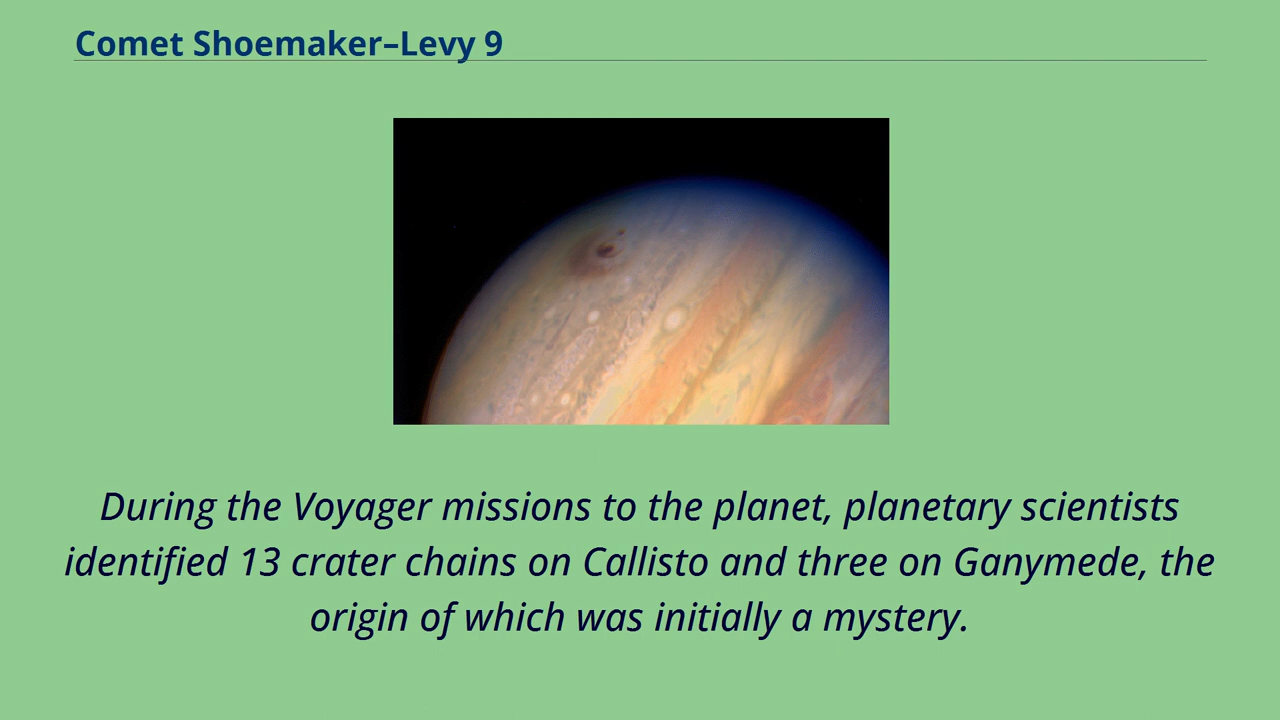 Comet Shoemaker–Levy 9
During the Voyager missions to the planet, planetary scientists
identified 13 crater chains on Callisto and three on Ganymede, the
origin of which was initially a mystery.